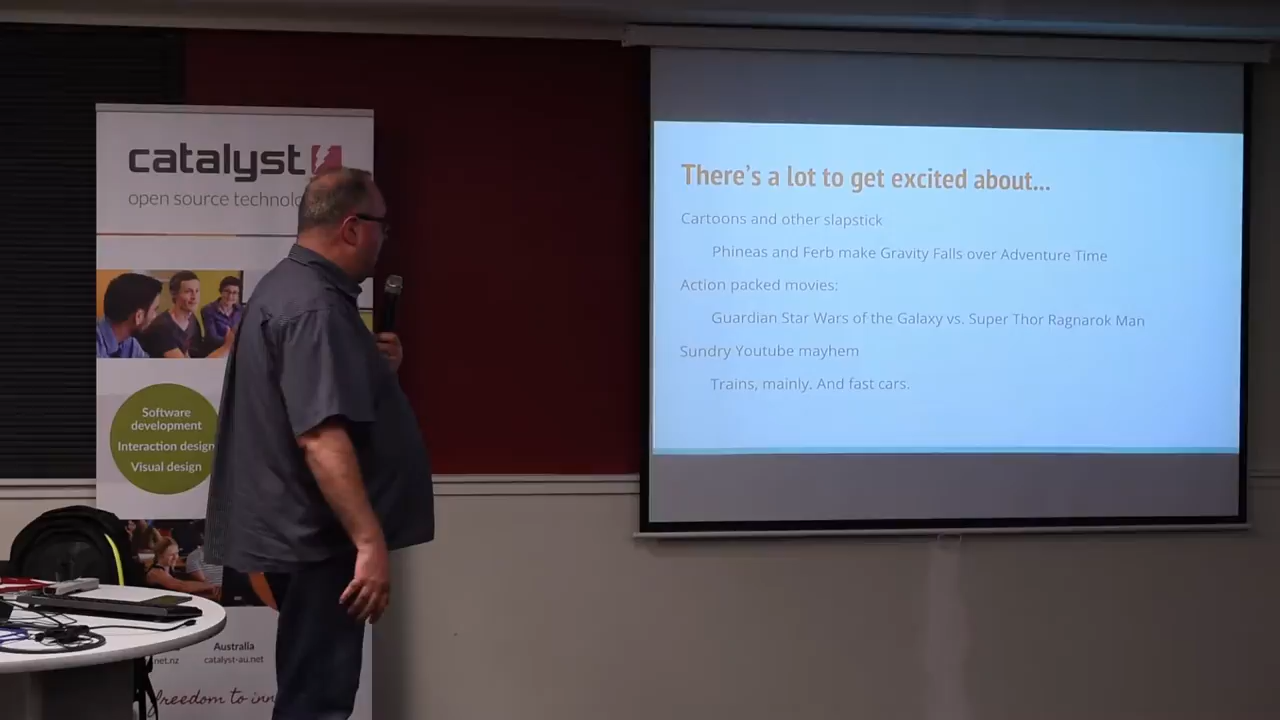 catalyst
open source technolo
Software
development
Interaction design
Visual design
Australia
net.nz
catalyst-au.net
freedom to inn
There's a lot to get excited about...
Cartoons and other slapstick
Phineas and Ferb make Gravity Falls over Adventure Time
Action packed movies:
Guardian Star Wars of the Galaxy vs. Super Thor Ragnarok Man
Sundry Youtube mayhem
Trains, mainly. And fast cars.